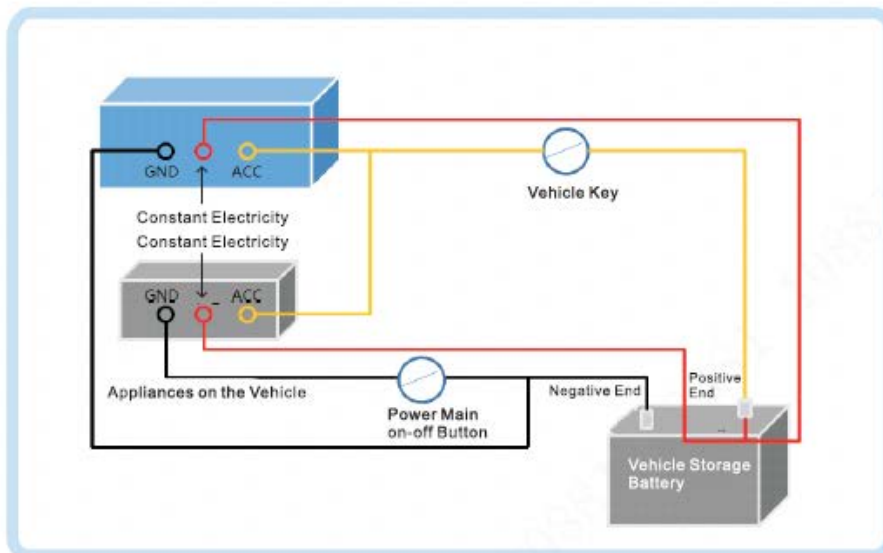 GND ACC
Vehicle Key
Constant Electricity
Constant Electricity
GND ACC
Appliances on the Vehicle
Power Main
on-off Button
Negative End
Positive
End
Vehicle Storage
Battery